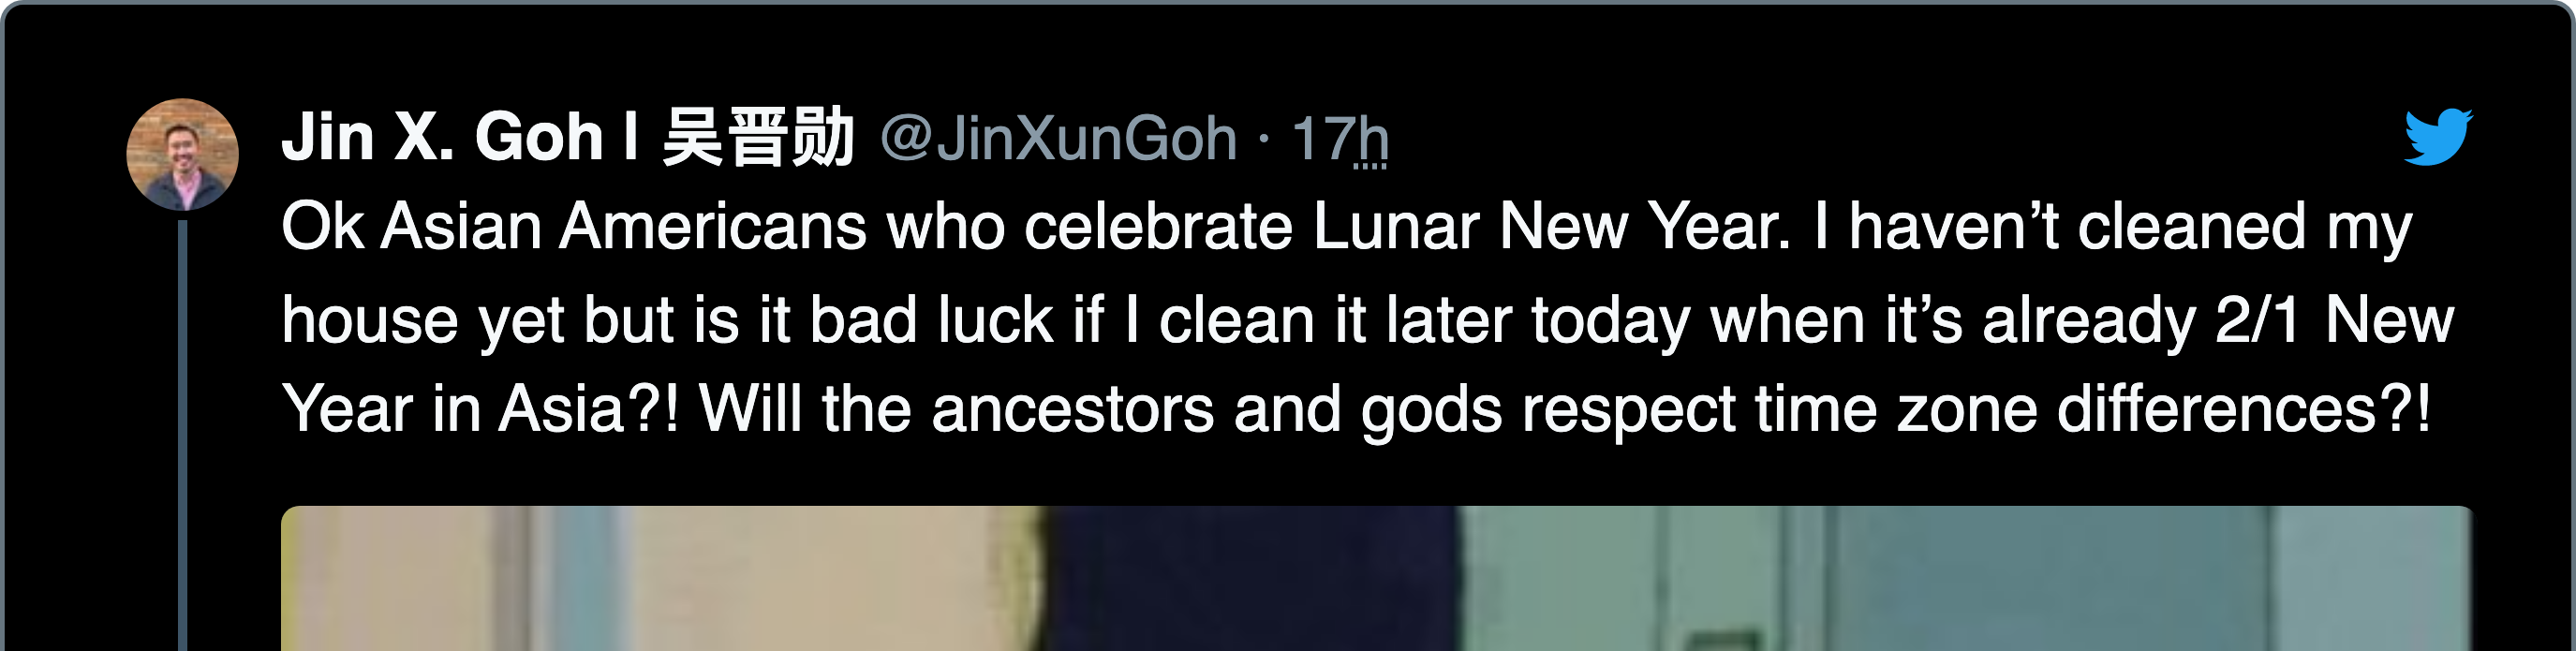 Jin X. Goh | 吴晋勋 @JinXunGoh · 17h
Ok Asian Americans who celebrate Lunar New Year. I haven’t cleaned my
house yet but is it bad luck if I clean it later today when it’s already 2/1 New
Year in Asia?! Will the ancestors and gods respect time zone differences?!